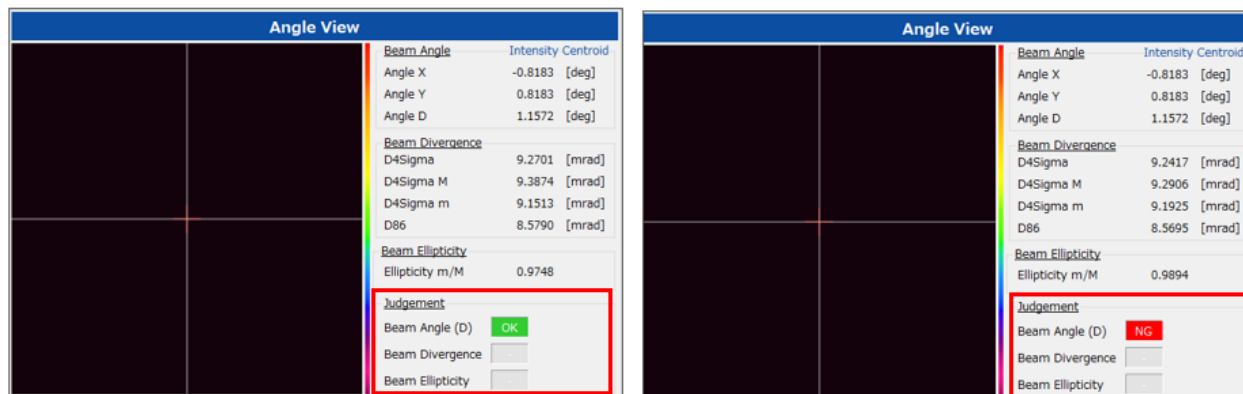 Angle View
Beam Angle Intensity Centroid
Angle X -0.8183 [deg]
Angle Y 0.8183 [deg]
Angle D 1.1572 [deg]
Beam Divergence
D4Sigma 9.2701 [mrad]
D4Sigma M 9.3874 [mrad]
D4Sigma m 9.1513 [mrad]
D86 8.5790 [mrad]
Beam Ellipticity
Ellipticity m/M 0.9748
Judgement
Beam Angle (D) OK
Beam Divergence -
Beam Ellipticity -
Angle View
Beam Angle Intensity Centroid
Angle X -0.8183 [deg]
Angle Y 0.8183 [deg]
Angle D 1.1572 [deg]
Beam Divergence
D4Sigma 9.2417 [mrad]
D4Sigma M 9.2906 [mrad]
D4Sigma m 9.1925 [mrad]
D86 8.5695 [mrad]
Beam Ellipticity
Ellipticity m/M 0.9894
Judgement
Beam Angle (D) NG
Beam Divergence -
Beam Ellipticity -